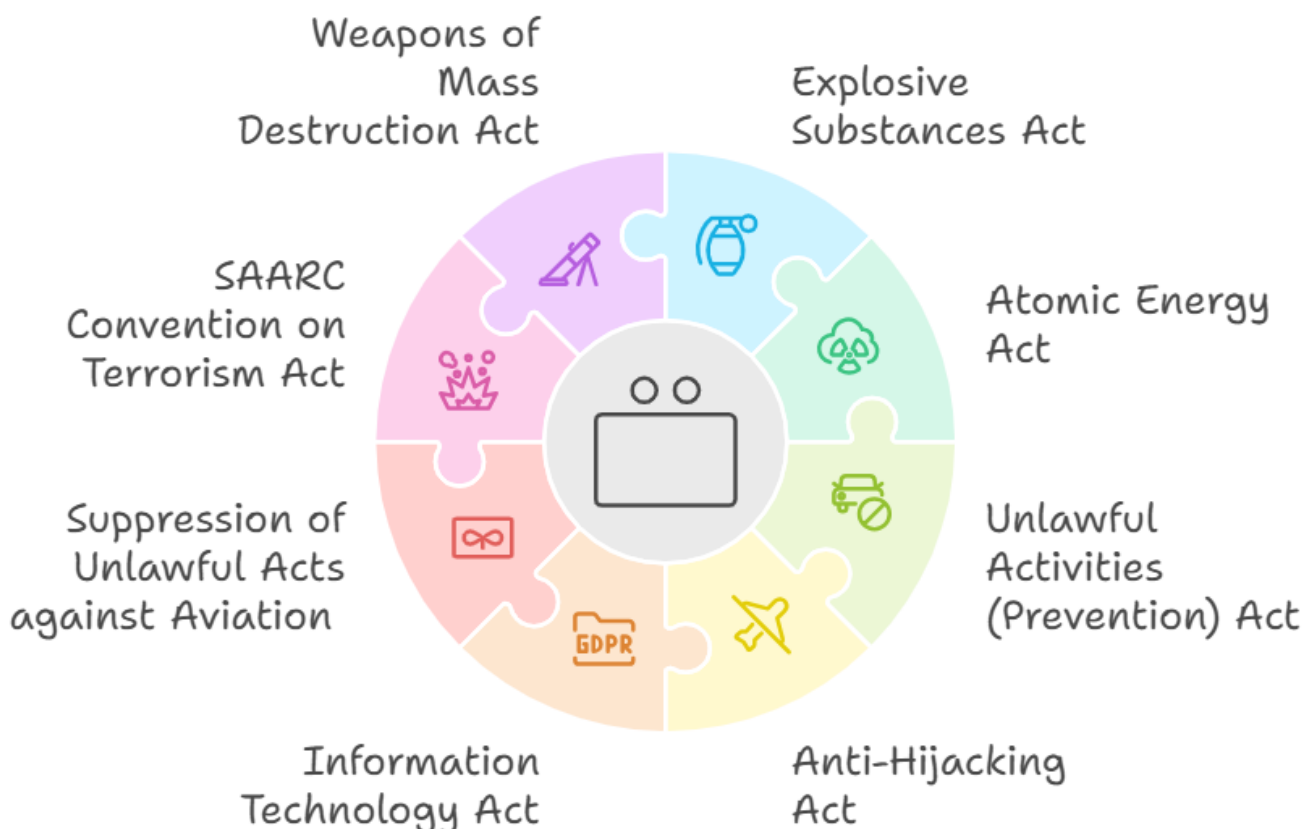 Weapons of
Mass
Destruction Act
Explosive
Substances Act
SAARC
Convention on
Terrorism Act
Atomic Energy
Act
Suppression of
Unlawful Acts
against Aviation
Unlawful
Activities
(Prevention) Act
GDPR
Information
Technology Act
Anti-Hijacking
Act